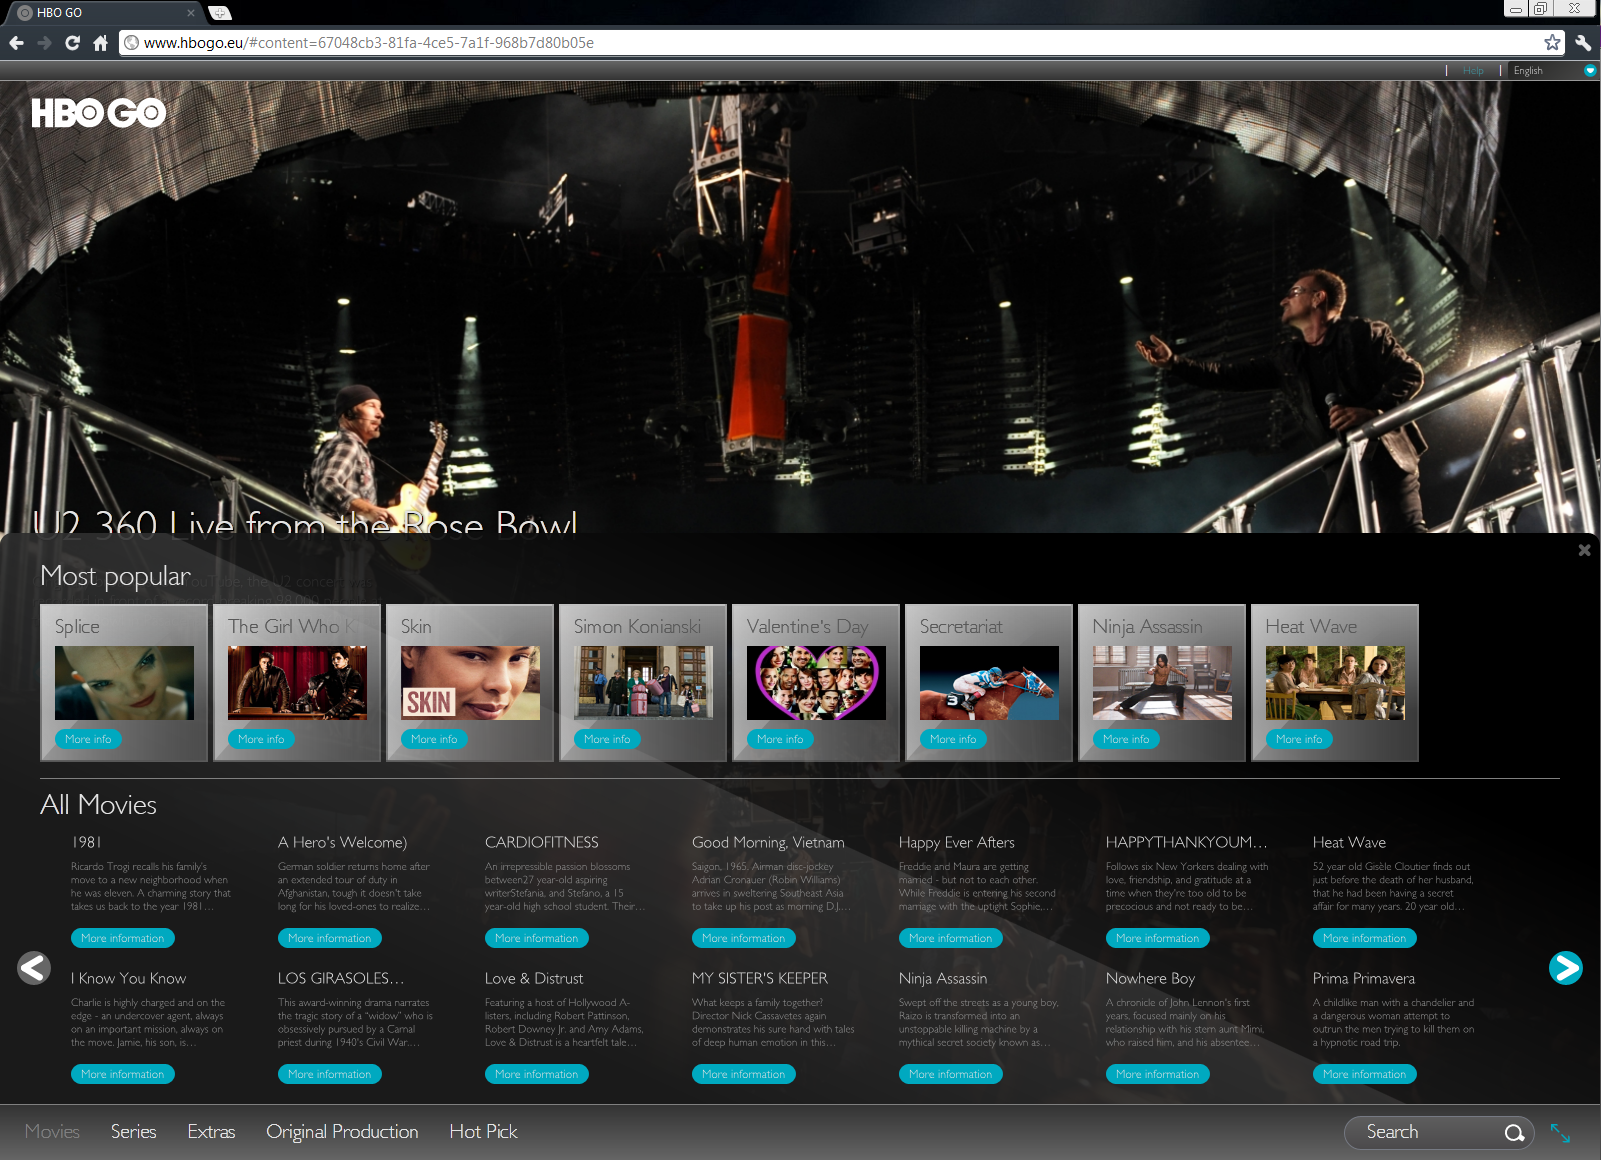 HBO GO
www.hbogo.eu/#content=67048cb3-81fa-4ce5-7a1f-968b7d80b05e
Help
English
HBO GO
U2 360 Live from the Rose Bowl
Most popular
Splice
The Girl Who K
Skin
Simon Konianski
Valentine's Day
Secretariat
Ninja Assassin
Heat Wave
SKIN
More info
More info
More info
More info
More info
More info
More info
More info
All Movies
1981
Ricardo Trogi recalls his family's
move to a new neighborhood when
he was eleven. A charming story that
takes us back to the year 1981...
More information
A Hero's Welcome)
German soldier returns home after
an extended tour of duty in
Afghanistan, tough it doesn't take
long for his loved-ones to realize...
More information
CARDIOFITNESS
An irrepressible passion blossoms
between27 year-old aspiring
writerStefania, and Stefano, a 15
year-old high school student. Their...
More information
Good Morning, Vietnam
Saigon, 1965. Airman disc-jockey
Adrian Cronauer (Robin Williams)
arrives in sweltering Southeast Asia
to take up his post as morning D.J....
More information
Happy Ever Afters
Freddie and Maura are getting
married - but not to each other.
While Freddie is entering his second
marriage with the uptight Sophie,...
More information
HAPPYTHANKYOUM...
Follows six New Yorkers dealing with
love, friendship, and gratitude at a
time when they're too old to be
precocious and not ready to be...
More information
Heat Wave
52 year old Gisèle Cloutier finds out
just before the death of her husband,
that he had been having a secret
affair for many years. 20 year old...
More information
I Know You Know
Charlie is highly charged and on the
edge - an undercover agent, always
on an important mission, always on
the move. Jamie, his son, is...
More information
LOS GIRASOLES...
This award-winning drama narrates
the tragic story of a "widow" who is
obsessively pursued by a Carnal
priest during 1940's Civil War....
More information
Love & Distrust
Featuring a host of Hollywood A-
listers, including Robert Pattinson,
Robert Downey Jr. and Amy Adams,
Love & Distrust is a heartfelt tale...
More information
MY SISTER'S KEEPER
What keeps a family together?
Director Nick Cassavetes again
demonstrates his sure hand with tales
of deep human emotion in this...
More information
Ninja Assassin
Swept off the streets as a young boy,
Raizo is transformed into an
unstoppable killing machine by a
mythical secret society known as...
More information
Nowhere Boy
A chronicle of John Lennon's first
years, focused mainly on his
relationship with his stern aunt Mimi,
who raised him, and his absentee...
More information
Prima Primavera
A childlike man with a chandelier and
a dangerous woman attempt to
outrun the men trying to kill them on
a hypnotic road trip.
More information
Movies
Series
Extras
Original Production
Hot Pick
Search